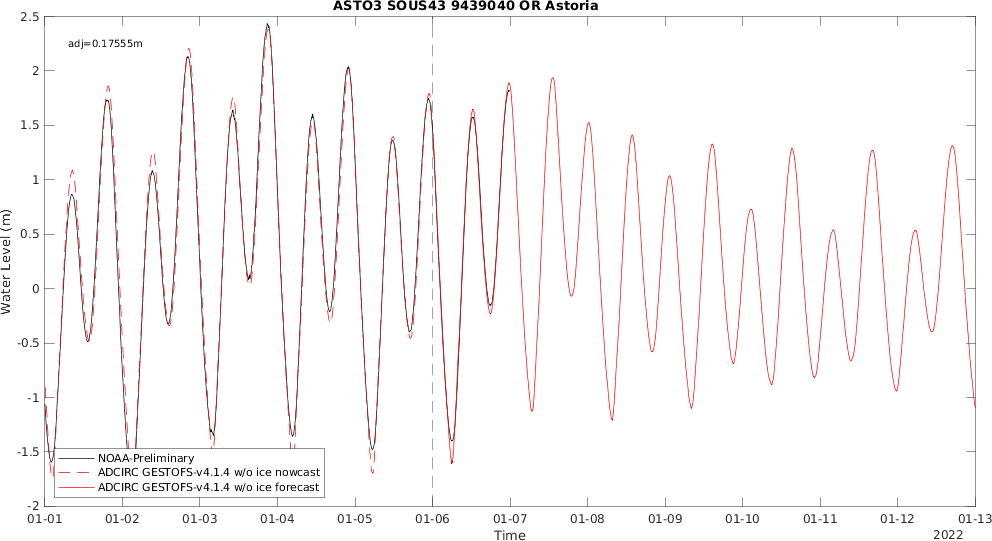 ASTO3 SOUS43 9439040 OR Astoria
adj=0.17555m
Water Level (m)
2.5
2
1.5
1
0.5
0
-0.5
-1
-1.5
-2
NOAA-Preliminary
ADCIRC GESTOFS-v4.1.4 w/o ice nowcast
ADCIRC GESTOFS-v4.1.4 w/o ice forecast
01-01 01-02 01-03 01-04 01-05 01-06 01-07 01-08 01-09 01-10 01-11 01-12 01-13
Time
2022